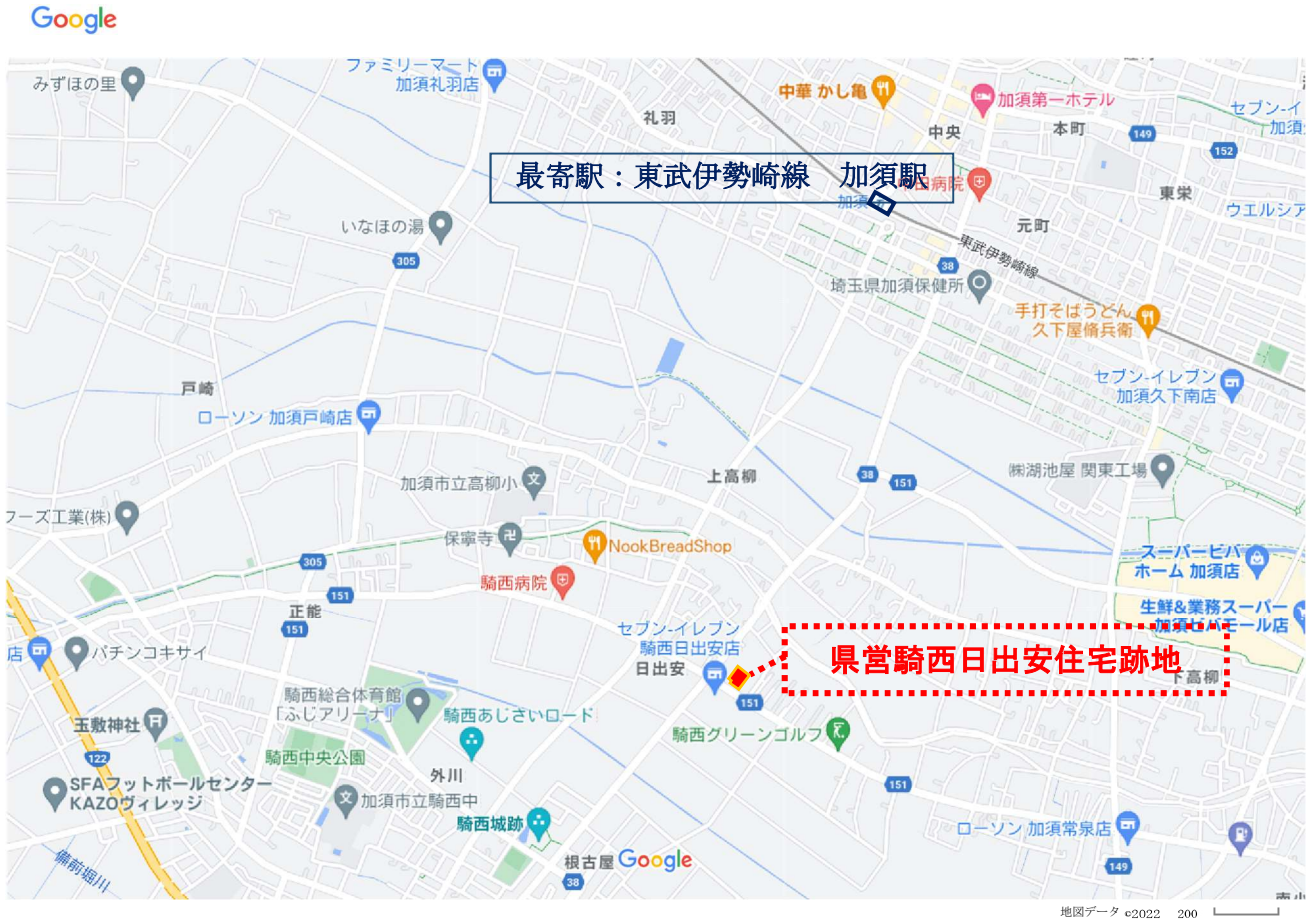 Google
ファミリーマート
加須礼羽店
みずほの里
中華 かし亀
加須第一ホテル
セブン-イ
加須
礼羽
中央
本町
149
152
最寄駅：東武伊勢崎線　加須駅
田病院
加須
東栄
ウエルシア
いなほの湯
元町
305
東武伊勢崎線
38
埼玉県加須保健所
手打そばうどん
久下屋脩兵衛
セブン-イレブン
加須久下南店
戸崎
ローソン 加須戸崎店
上高柳
㈱湖池屋 関東工場
加須市立高柳小
38
151
フーズ工業(株)
保寧寺
NookBreadShop
スーパービバ
ホーム 加須店
305
騎西病院
151
正能
151
生鮮&業務スーパー
加須ビバモール店
セブン-イレブン
騎西日出安店
日出安
県営騎西日出安住宅跡地
下高柳
店
パチンコキサイ
151
騎西総合体育館
「ふじアリーナ」
騎西あじさいロード
玉敷神社
騎西グリーンゴルフ
騎西中央公園
122
外川
SFAフットボールセンター
KAZOヴィレッジ
151
加須市立騎西中
騎西城跡
ローソン 加須常泉店
備前堀川
根古屋
Google
38
149
地図データ ©2022 200